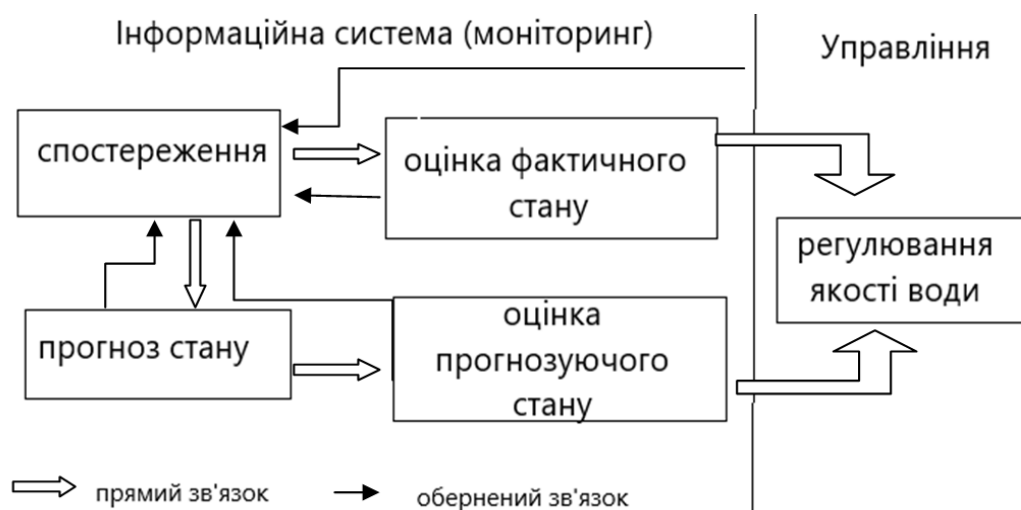 Інформаційна система (моніторинг)
Управління
спостереження
оцінка фактичного
стану
регулювання
якості води
прогноз стану
оцінка
прогнозуючого
стану
прямий зв'язок
обернений зв'язок